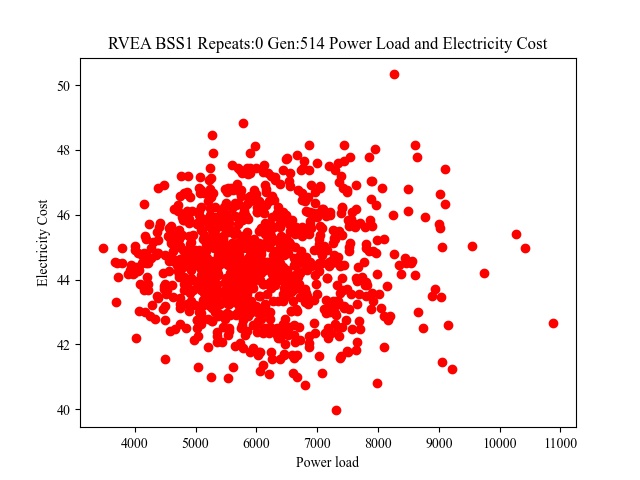 RVEA BSS1 Repeats:0 Gen:514 Power Load and Electricity Cost
50
48
46
44
42
40
Electricity Cost
4000 5000 6000 7000 8000 9000 10000 11000
Power load